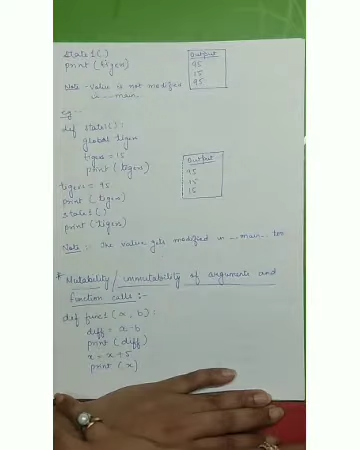 state1()
print (tigers)
Output
95
15
95
Note - Value is not modified
in __main__
eg ---
def state1():
global tigers
tigers = 15
print (tigers)
tigers = 95
print (tigers)
state1()
print (tigers)
Output
95
15
15
Note :- The value gets modified in __main__ too
* Mutability / immutability of arguments and
function calls :-
def func1 (a, b):
diff = a-b
print (diff)
x = x+5
print (x)